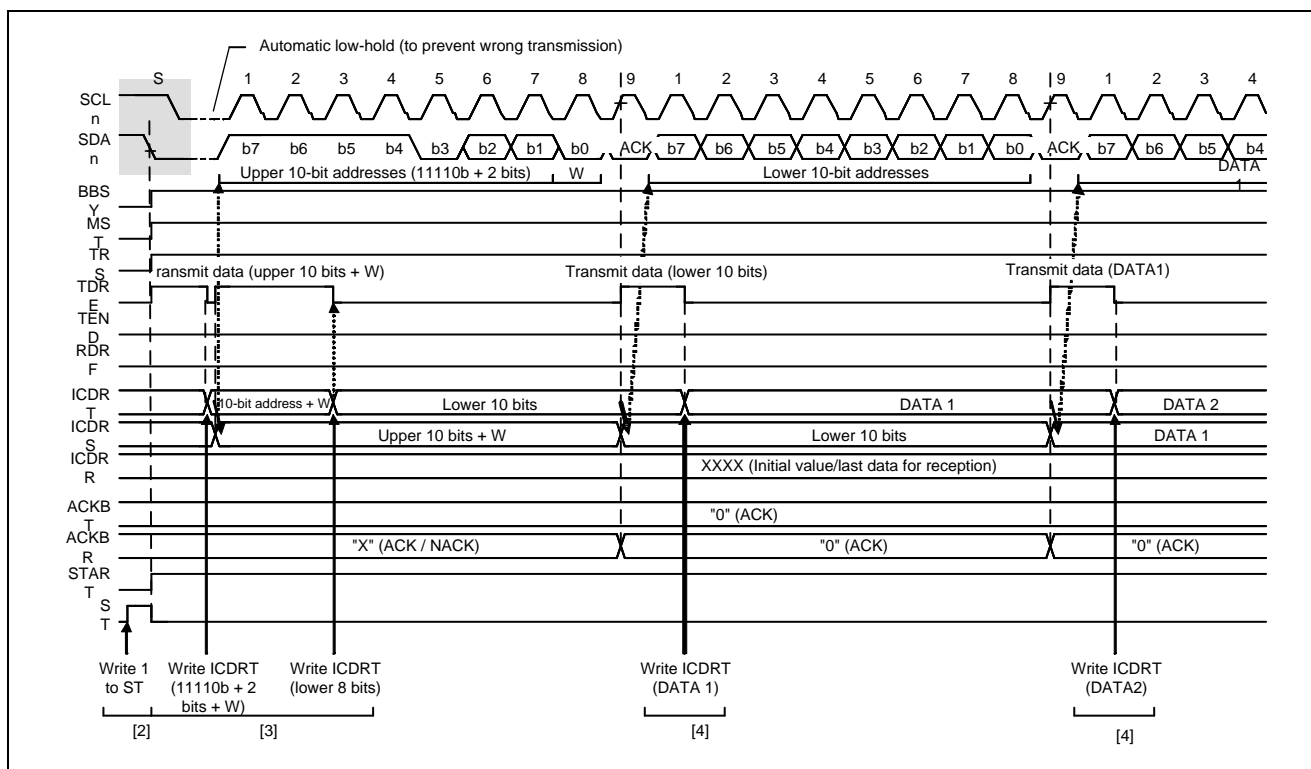 Automatic low-hold (to prevent wrong transmission)
S 1 2 3 4 5 6 7 8 9 1 2 3 4 5 6 7 8 9 1 2 3 4
SCL
n
SDA
n
b7 b6 b5 b4 b3 b2 b1 b0 ACK b7 b6 b5 b4 b3 b2 b1 b0 ACK b7 b6 b5 b4
Upper 10-bit addresses (11110b + 2 bits) W Lower 10-bit addresses DATA
1
BBS
Y
MS
T
TR
S
ransmit data (upper 10 bits + W) Transmit data (lower 10 bits) Transmit data (DATA1)
TDR
E
TEN
D
RDR
F
ICDR
T
10-bit address + W Lower 10 bits DATA 1 DATA 2
ICDR
S
Upper 10 bits + W Lower 10 bits DATA 1
ICDR
R
XXXX (Initial value/last data for reception)
ACKB
T
"0" (ACK)
ACKB
R
"X" (ACK / NACK) "0" (ACK) "0" (ACK)
STAR
T
S
T
Write 1
to ST
Write ICDRT
(11110b + 2
bits + W)
Write ICDRT
(lower 8 bits)
Write ICDRT
(DATA 1)
Write ICDRT
(DATA2)
[2] [3] [4] [4]